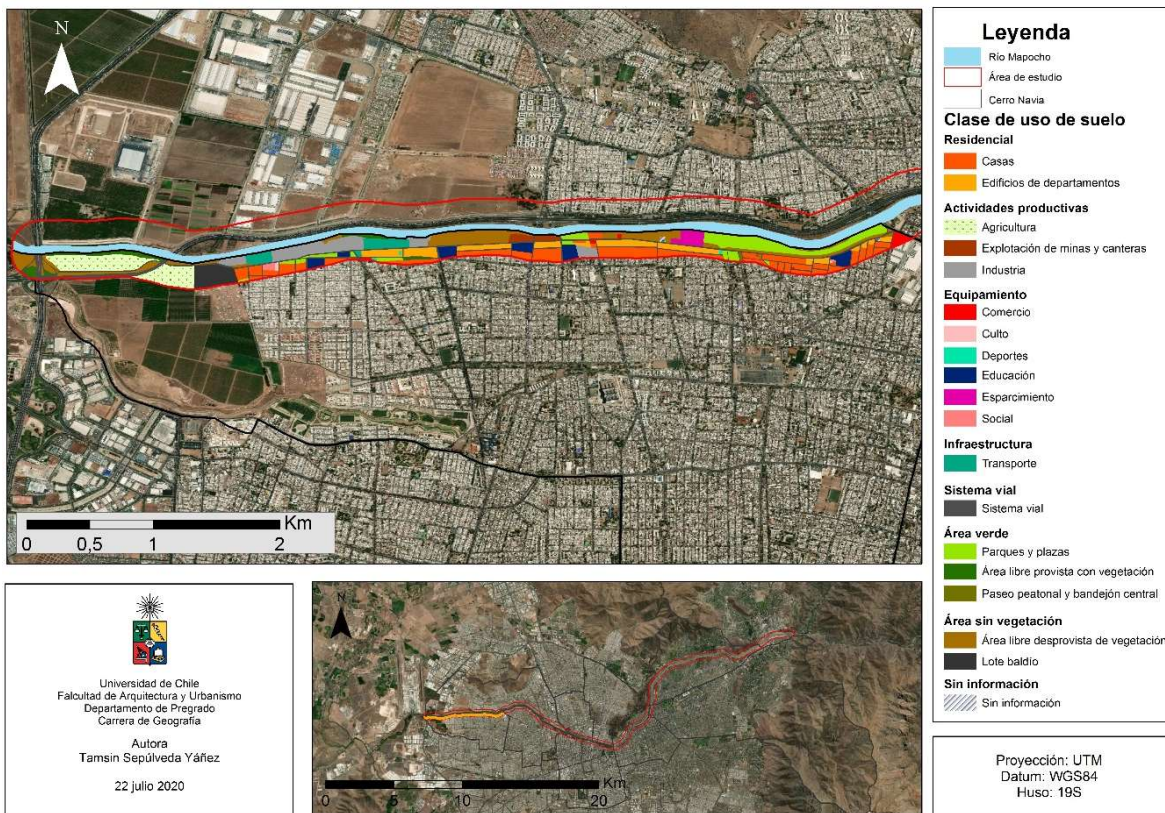 N
Km
0
0,5
1
2
Leyenda
Río Mapocho
Área de estudio
Cerro Navia
Clase de uso de suelo
Residencial
Casas
Edificios de departamentos
Actividades productivas
Agricultura
Explotación de minas y canteras
Industria
Equipamiento
Comercio
Culto
Deportes
Educación
Esparcimiento
Social
Infraestructura
Transporte
Sistema vial
Sistema vial
Área verde
Parques y plazas
Área libre provista con vegetación
Paseo peatonal y bandejón central
Área sin vegetación
Área libre desprovista de vegetación
Lote baldío
Sin información
Sin información
Universidad de Chile
Falcultad de Arquitectura y Urbanismo
Departamento de Pregrado
Carrera de Geografía
Autora
Tamsin Sepúlveda Yáñez
22 julio 2020
N
Km
0
5
10
20
Proyección: UTM
Datum: WGS84
Huso: 19S